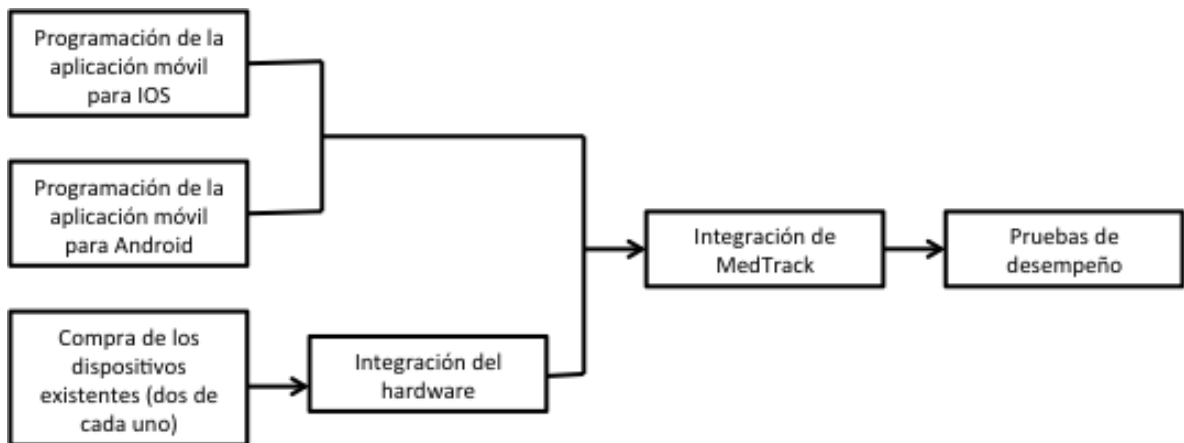 Programación de la
aplicación móvil
para IOS
Programación de la
aplicación móvil
para Android
Compra de los
dispositivos
existentes (dos de
cada uno)
Integración del
hardware
Integración de
MedTrack
Pruebas de
desempeño